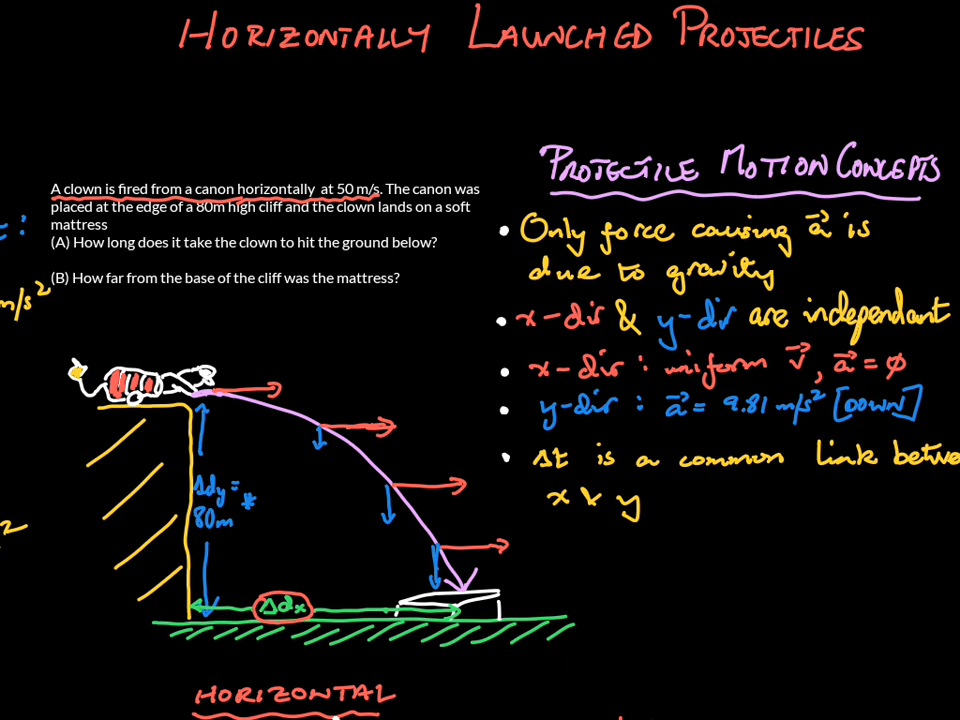 HORIZONTALLY LAUNCHED PROJECTILES
A clown is fired from a canon horizontally at 50 m/s. The canon was
placed at the edge of a 80m high cliff and the clown lands on a soft
mattress
(A) How long does it take the clown to hit the ground below?
(B) How far from the base of the cliff was the mattress?
m/s²
PROJECTILE MOTION CONCEPTS
• Only force causing a⃗ is
due to gravity
• x-dir & y-dir are independant
• x-dir : uniform v⃗, a⃗ = ø
• y-dir : a⃗ = 9.81 m/s² [DOWN]
• Δt is a common link betwe
x & y
Δdy = *
80m
Δdx
HORIZONTAL